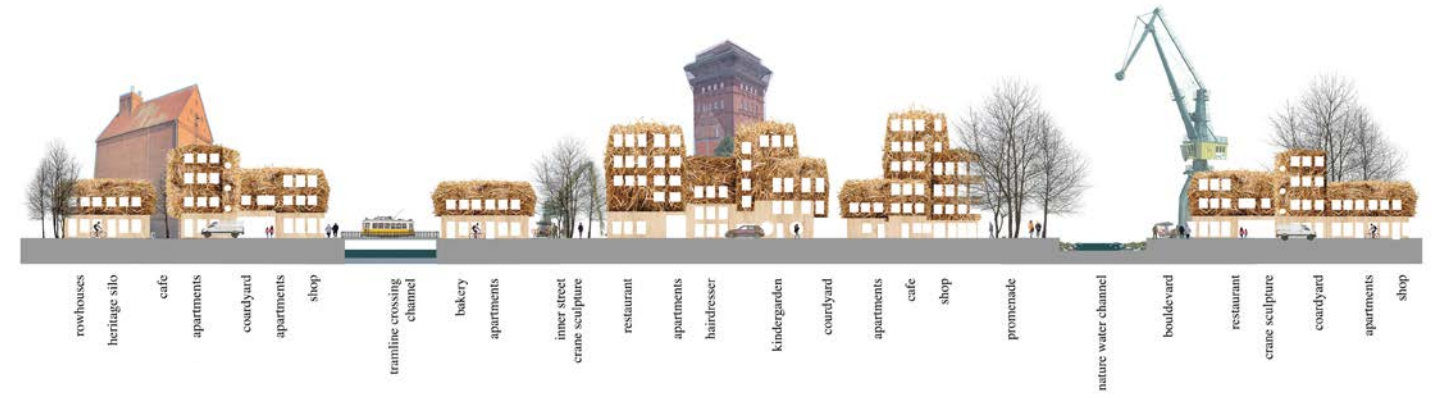 rowhouses
heritage silo
cafe
apartments
coardyard
apartments
shop
tramline crossing
channel
bakery
apartments
inner street
crane sculpture
restaurant
apartments
hairdresser
kindergarden
courdyard
apartments
cafe
shop
promenade
nature water channel
bouldevard
restaurant
crane sculpture
coardyard
apartments
shop